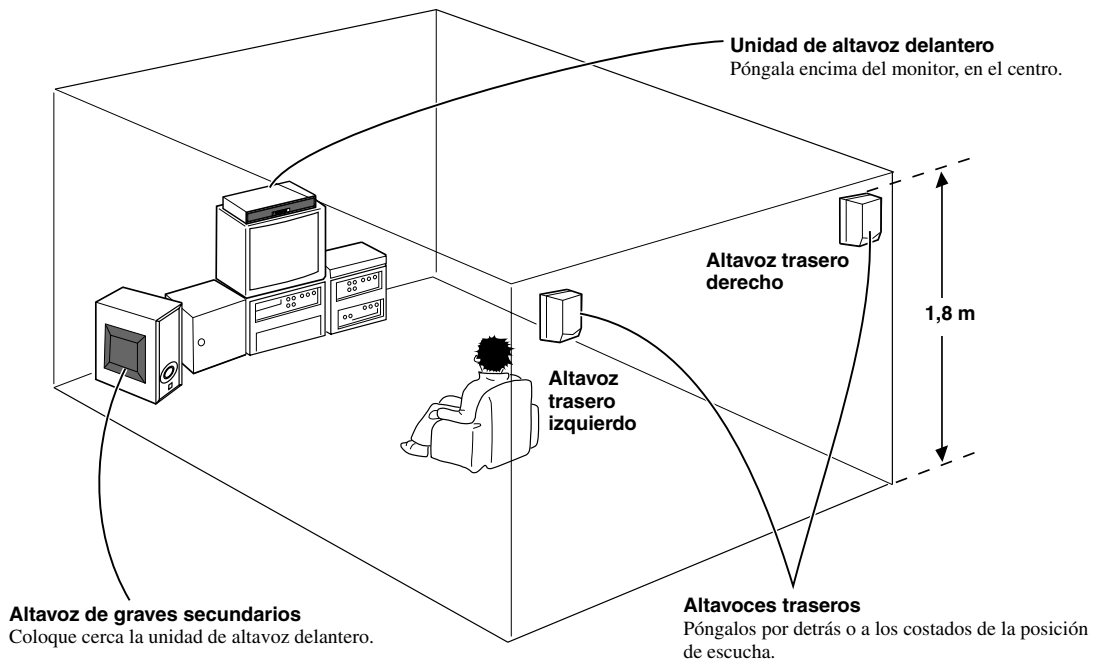 Unidad de altavoz delantero
Póngala encima del monitor, en el centro.
Altavoz trasero
derecho
1,8 m
Altavoz
trasero
izquierdo
Altavoz de graves secundarios
Coloque cerca la unidad de altavoz delantero.
Altavoces traseros
Póngalos por detrás o a los costados de la posición
de escucha.